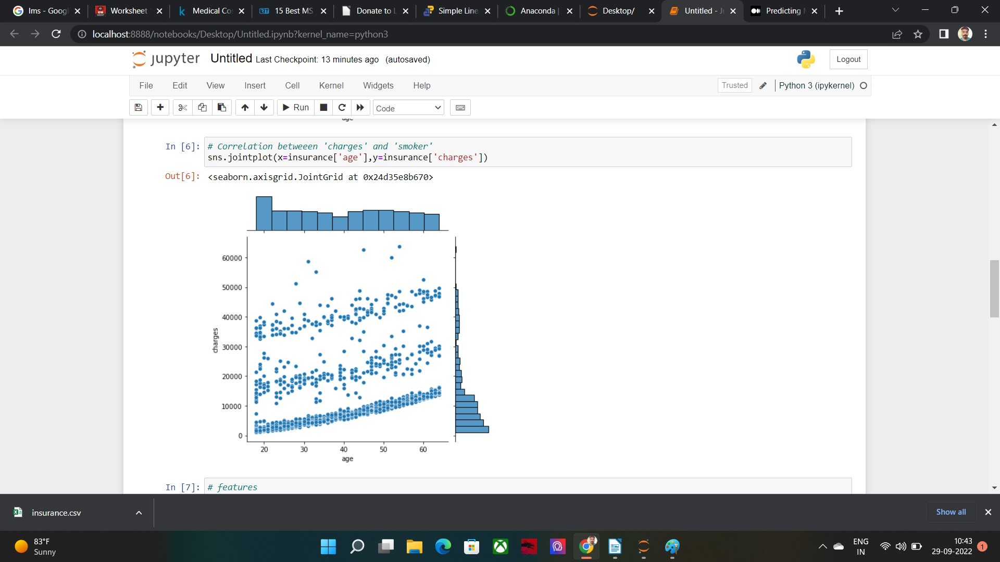 Ims - Googl
Worksheet
Medical Co
15 Best MS
Donate to L
Simple Line
Anaconda |
Desktop/
Untitled - J
Predicting
localhost:8888/notebooks/Desktop/Untitled.ipynb?kernel_name=python3
jupyter Untitled Last Checkpoint: 13 minutes ago (autosaved)
Logout
File Edit View Insert Cell Kernel Widgets Help
Trusted
Python 3 (ipykernel)
Run
Code
age
In [6]: # Correlation betweeen 'charges' and 'smoker'
sns.jointplot(x=insurance['age'],y=insurance['charges'])
Out[6]: <seaborn.axisgrid.JointGrid at 0x24d35e8b670>
60000
50000
40000
30000
20000
10000
0
charges
20 30 40 50 60
age
In [7]: # features
insurance.csv
Show all
83°F
Sunny
ENG
IN
10:43
29-09-2022
1